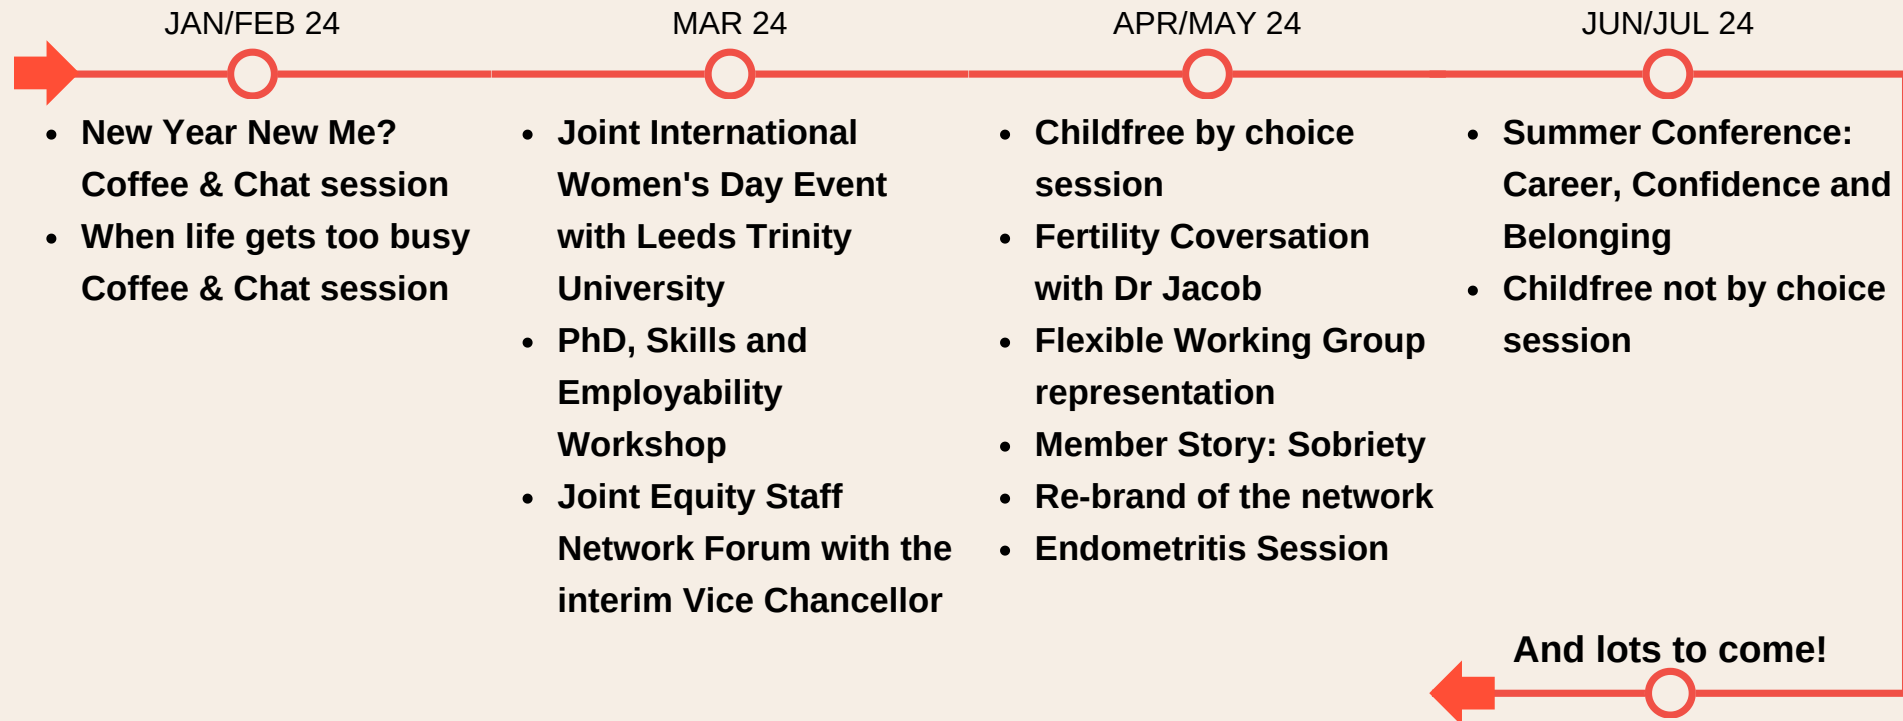 JAN/FEB 24
• New Year New Me?
Coffee & Chat session
• When life gets too busy
Coffee & Chat session
MAR 24
• Joint International
Women's Day Event
with Leeds Trinity
University
• PhD, Skills and
Employability
Workshop
• Joint Equity Staff
Network Forum with the
interim Vice Chancellor
APR/MAY 24
• Childfree by choice
session
• Fertility Coversation
with Dr Jacob
• Flexible Working Group
representation
• Member Story: Sobriety
• Re-brand of the network
• Endometritis Session
JUN/JUL 24
• Summer Conference:
Career, Confidence and
Belonging
• Childfree not by choice
session
And lots to come!